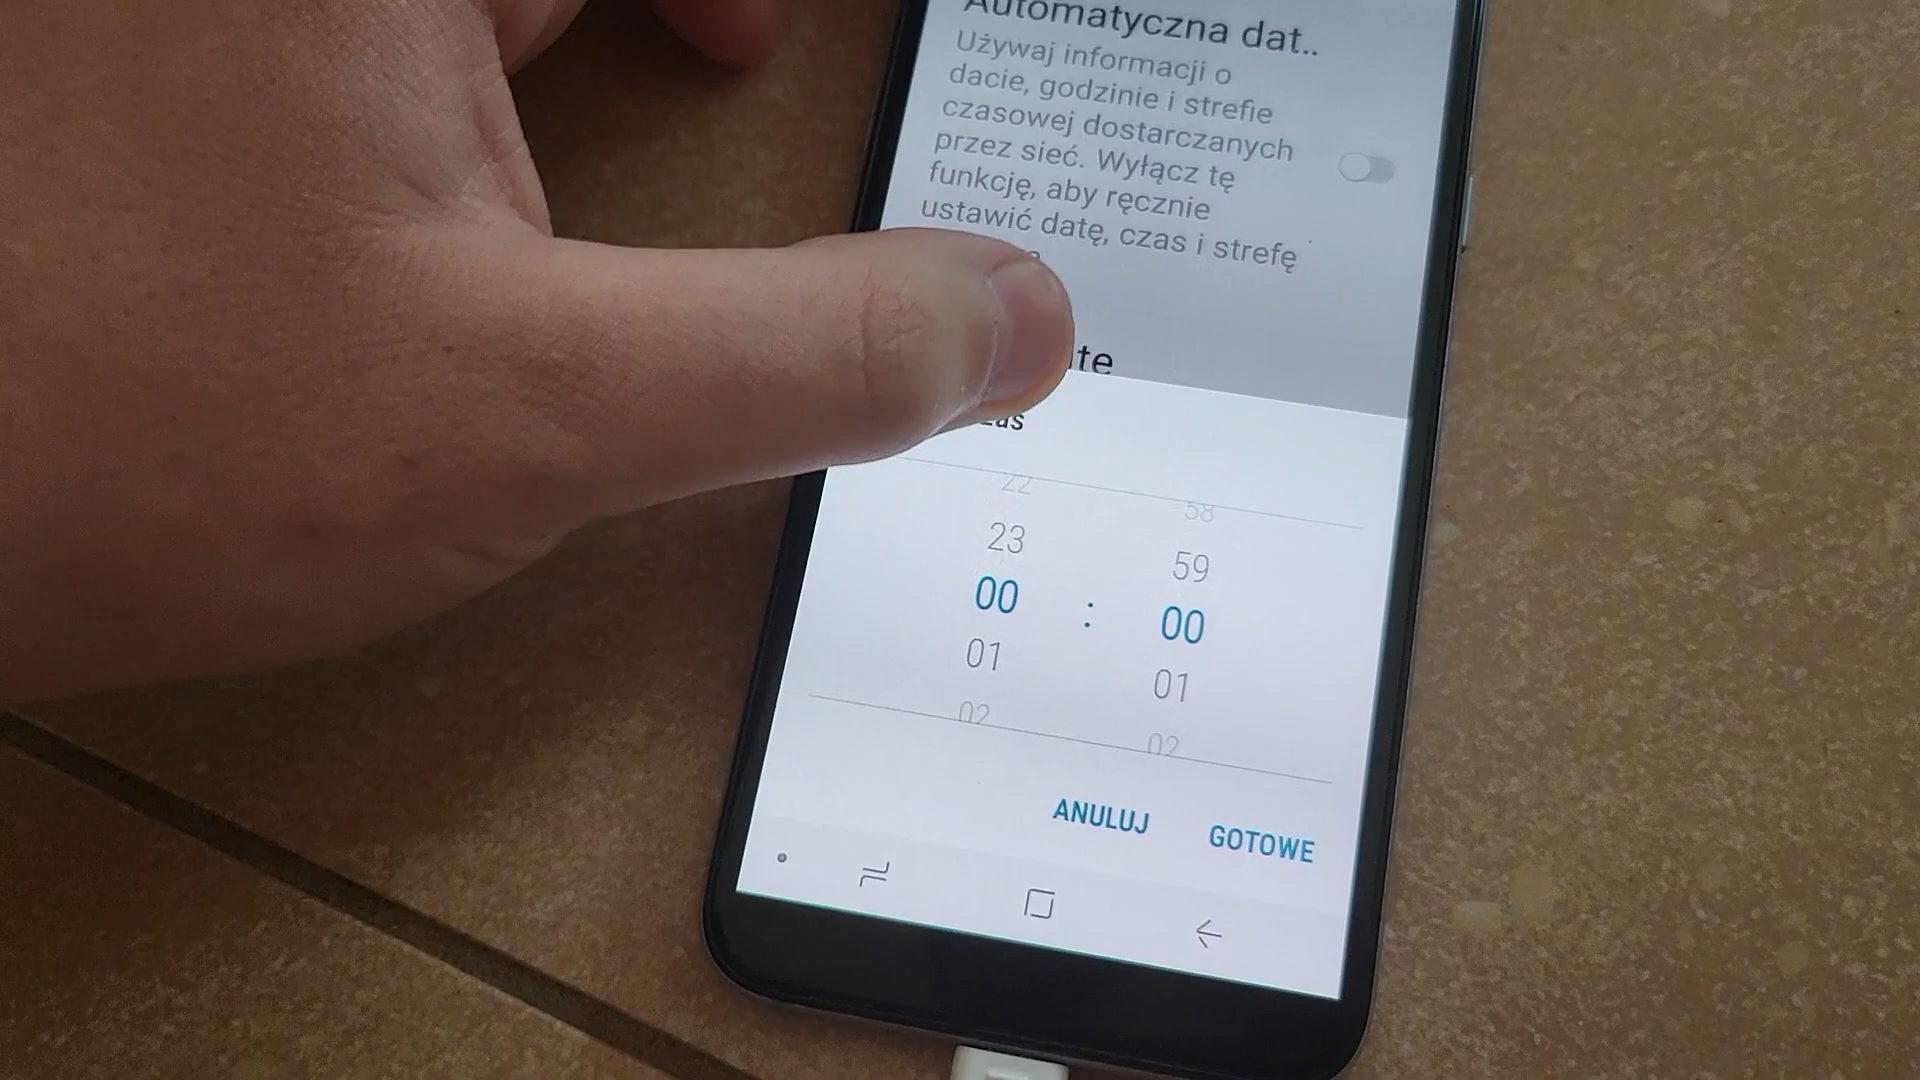 Automatyczna dat..
Używaj informacji o
dacie, godzinie i strefie
czasowej dostarczanych
przez sieć. Wyłącz tę
funkcję, aby ręcznie
ustawić datę, czas i strefę
22 58
23 59
00 : 00
01 01
02 02
ANULUJ GOTOWE